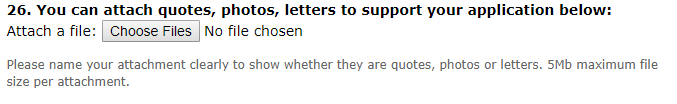 26. You can attach quotes, photos, letters to support your application below:
Attach a file: Choose Files No file chosen
Please name your attachment clearly to show whether they are quotes, photos or letters. 5Mb maximum file
size per attachment.